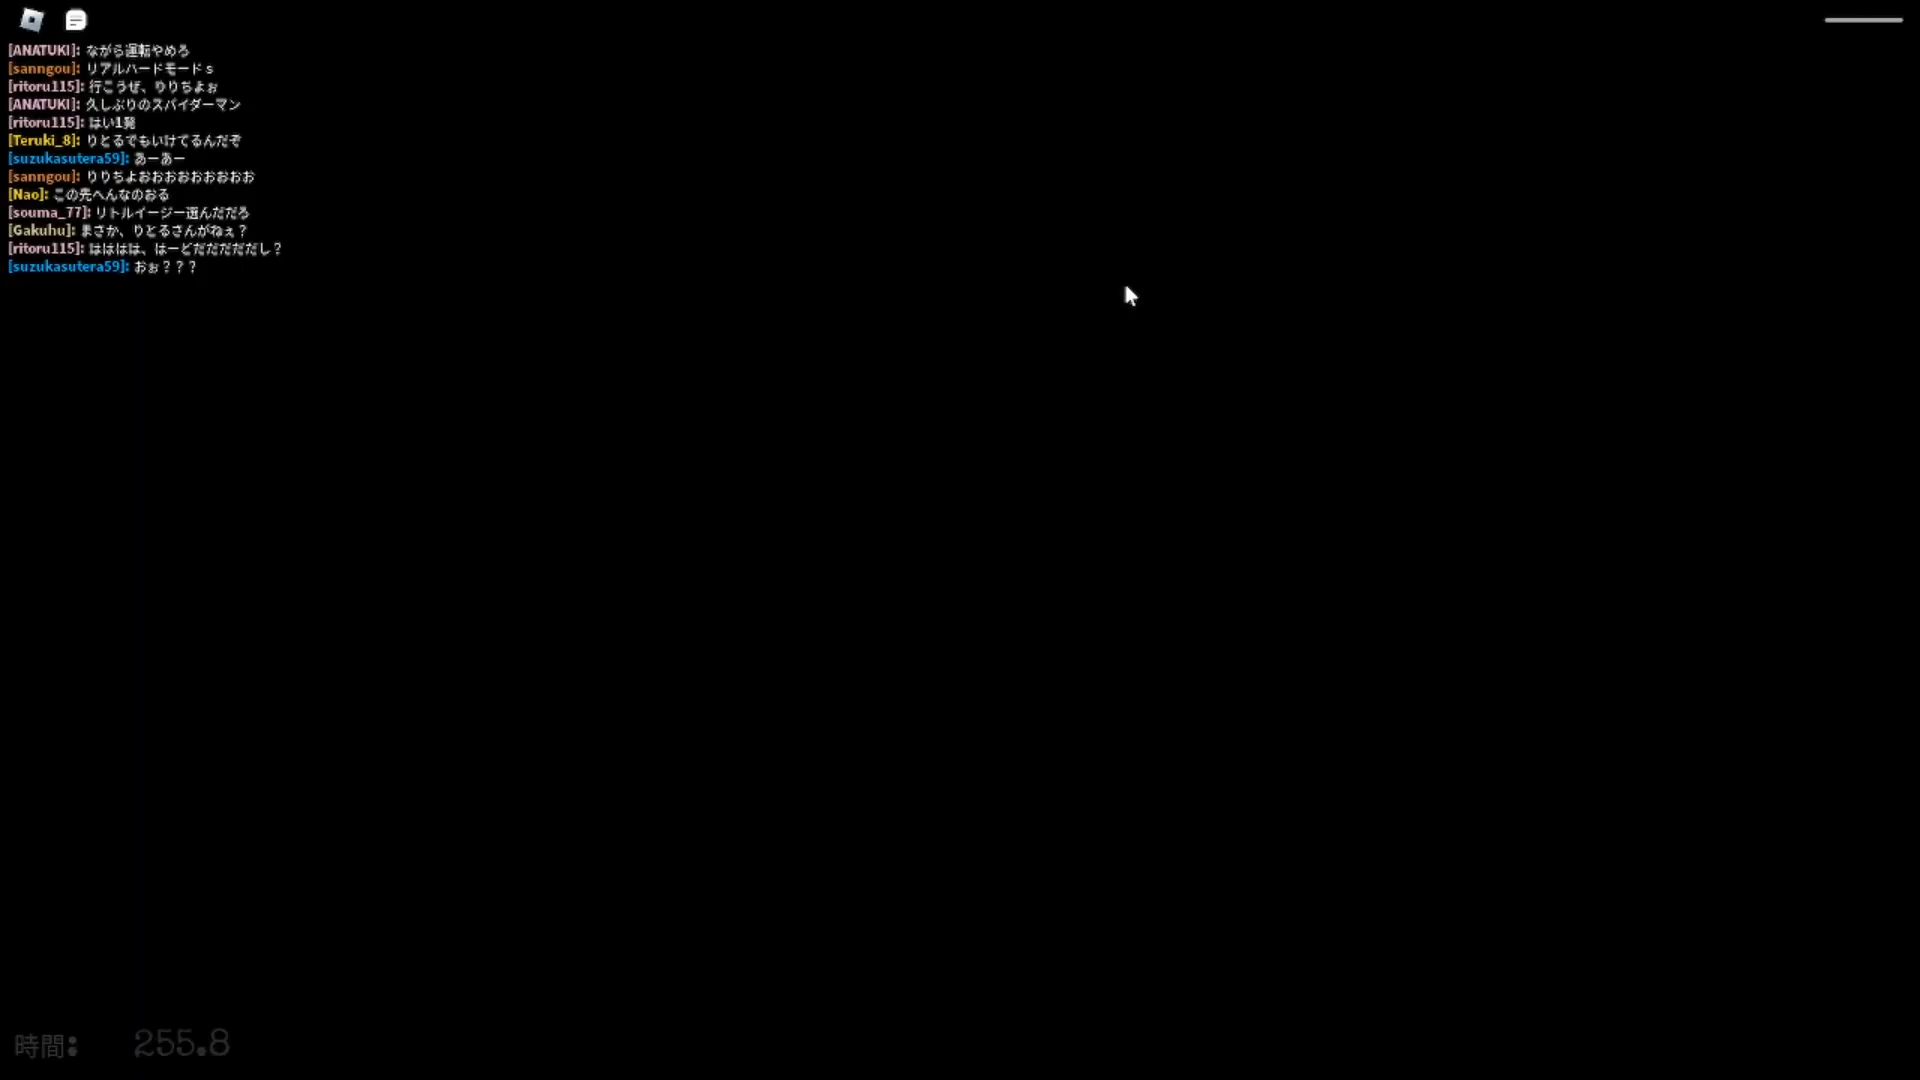 [ANATUKI]: ながら運転やめろ
[sanngou]: リアルハードモードｓ
[ritoru115]: 行こうぜ、りりちよぉ
[ANATUKI]: 久しぶりのスパイダーマン
[ritoru115]: はい1発
[Teruki_8]: りとるでもいけてるんだぞ
[suzukasutera59]: あーあー
[sanngou]: りりちよおおおおおおおおお
[Nao]: この先へんなのおる
[souma_77]: リトルイージー選んだだろ
[Gakuhu]: まさか、りとるさんがねぇ？
[ritoru115]: はははは、はーどだだだだだし？
[suzukasutera59]: おぉ？？？
時間: 255.8